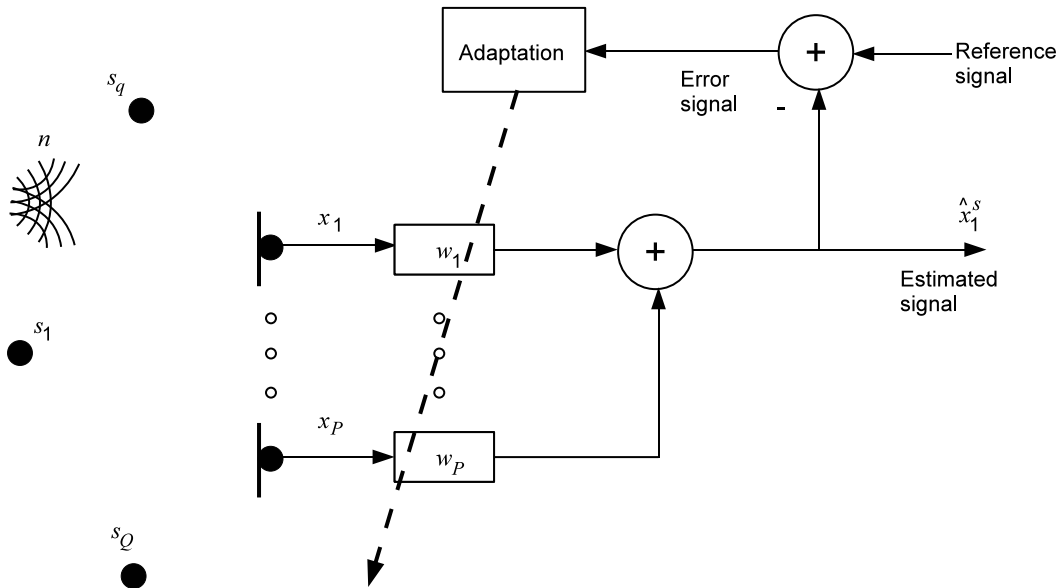 Adaptation
+
Reference
signal
Error
signal
-
s_q
n
x_1
w_1
+
x̂_1^s
Estimated
signal
s_1
x_P
w_P
s_Q